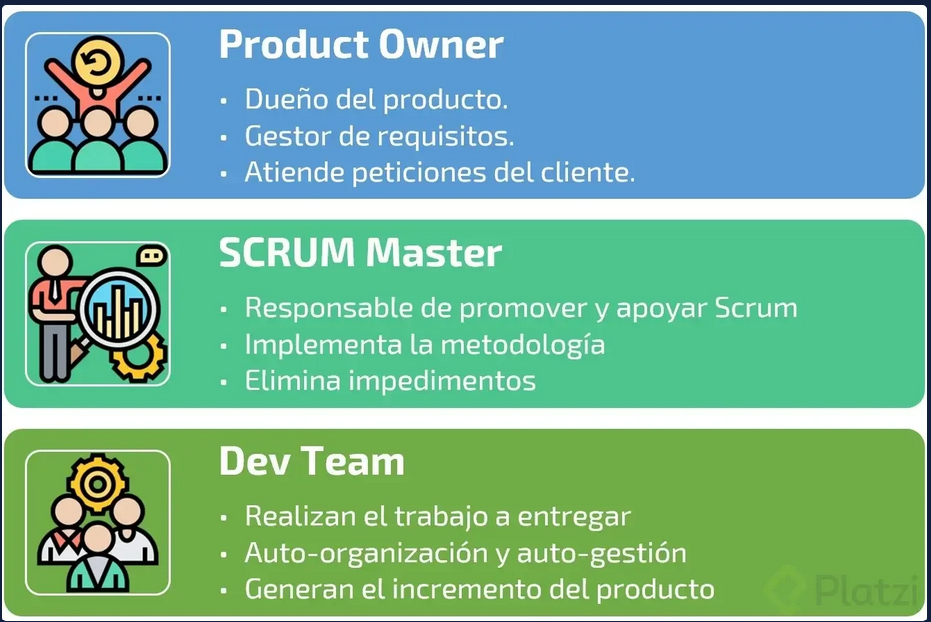 Product Owner
• Dueño del producto.
• Gestor de requisitos.
• Atiende peticiones del cliente.
SCRUM Master
• Responsable de promover y apoyar Scrum
• Implementa la metodología
• Elimina impedimentos
Dev Team
• Realizan el trabajo a entregar
• Auto-organización y auto-gestión
• Generan el incremento del producto
Platzi